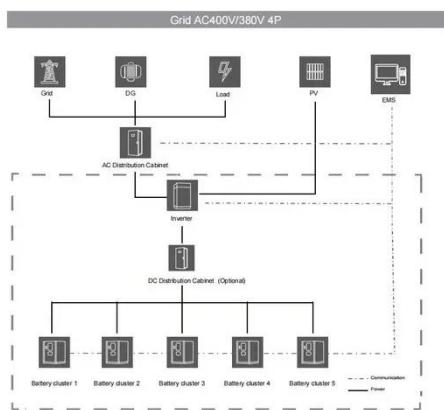 Grid AC400V/380V 4P
Grid
DG
Load
PV
EMS
AC Distribution Cabinet
Inverter
DC Distribution Cabinet (Optional)
Battery cluster 1
Battery cluster 2
Battery cluster 3
Battery cluster 4
Battery cluster 5
Communication
Power